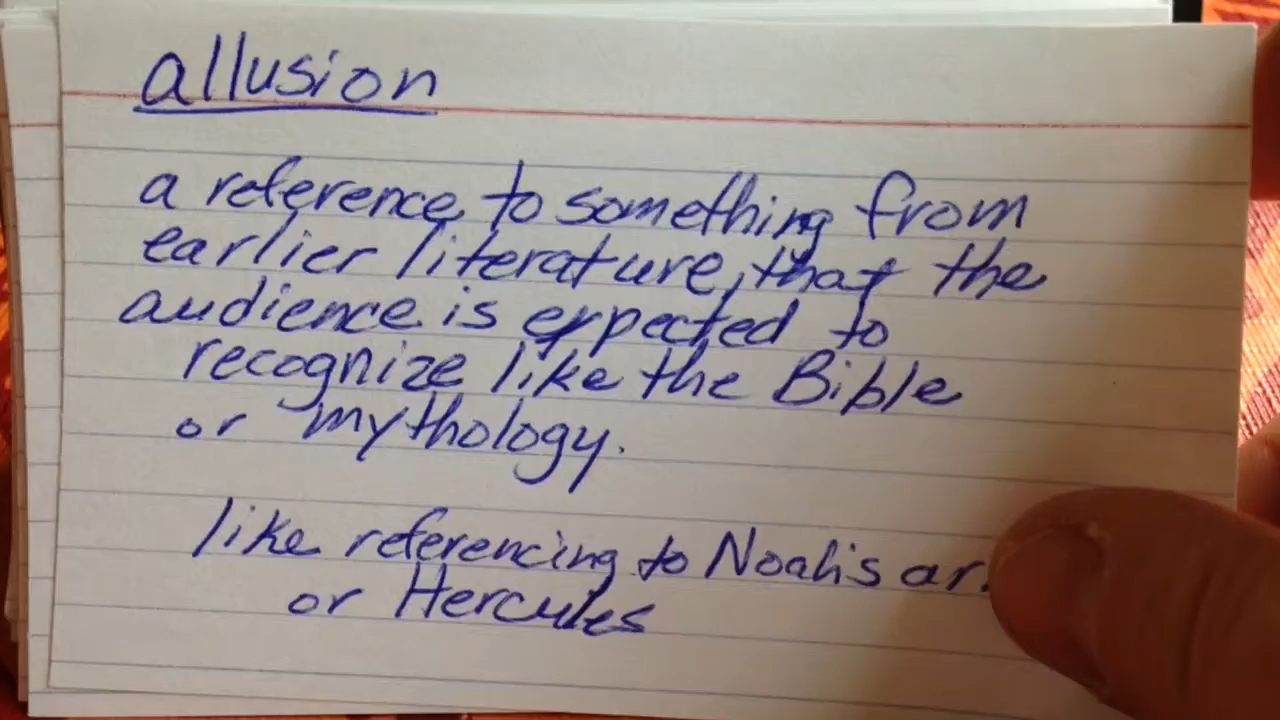 allusion
a reference to something from
earlier literature, that the
audience is expected to
recognize like the Bible
or mythology.
like referencing to Noah's
or Hercules